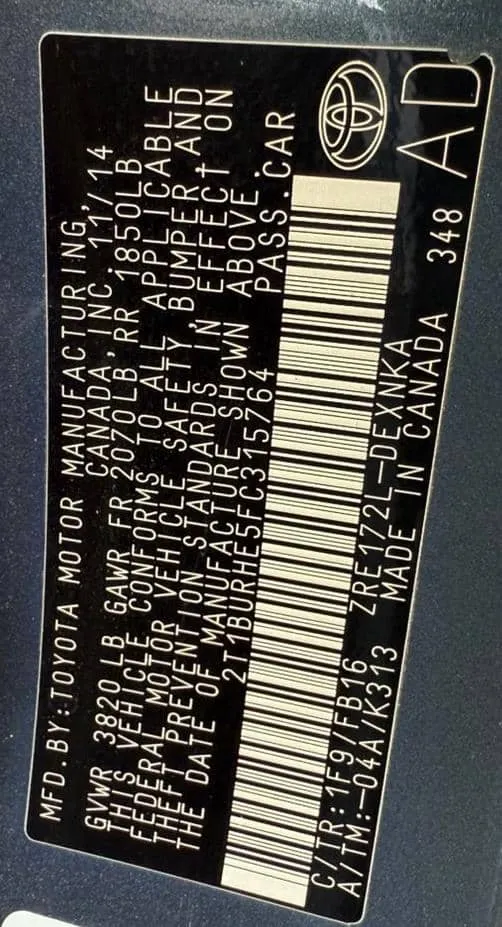 MFD.BY:TOYOTA MOTOR MANUFACTURING,
CANADA, INC. 11/14
GVWR 3820 LB GAWR FR 2070LB, RR 1850LB
THIS VEHICLE CONFORMS TO ALL APPLICABLE
FEDERAL MOTOR VEHICLE SAFETY, BUMPER, AND
THEFT PREVENTION STANDARDS IN EFFECT ON
THE DATE OF MANUFACTURE SHOWN ABOVE.
2T1BURHE5FC315764 PASS. CAR
C/TR:1F9/FB16 ZRE172L-DEXNKA
A/TM:-04A/K313 MADE IN CANADA 348
AD